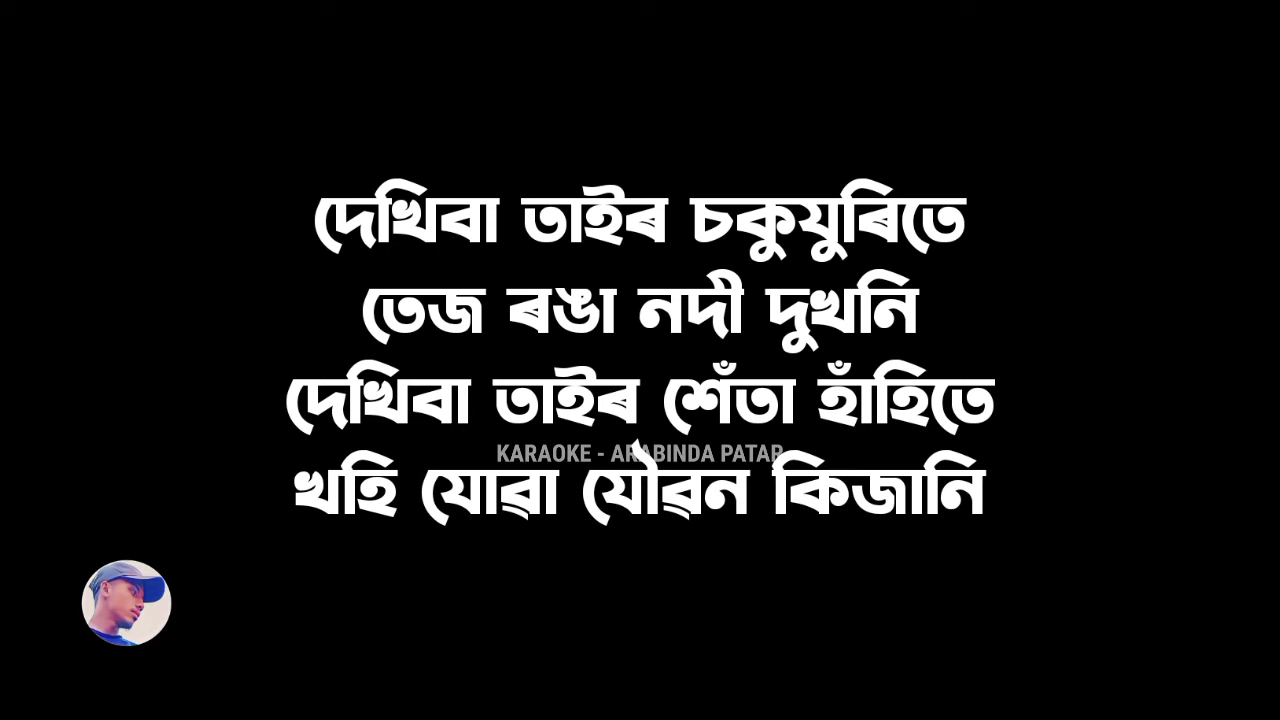 দেখিবা তাইৰ চকুযুৰিতে
তেজ ৰঙা নদী দুখনি
দেখিবা তাইৰ শেঁতা হাঁহিতে
KARAOKE - ARABINDA PATAR
খহি যোৱা যৌৱন কিজানি